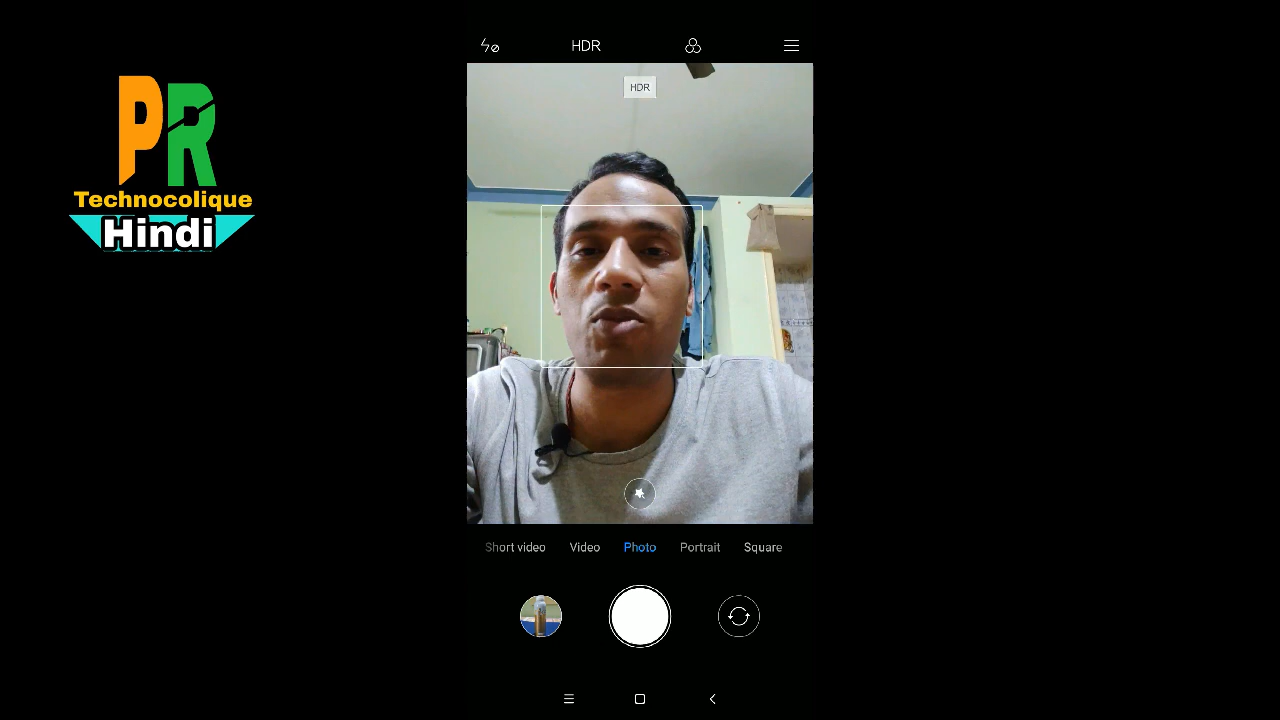 PR
Technocolique
Hindi
HDR
HDR
Short video Video Photo Portrait Square